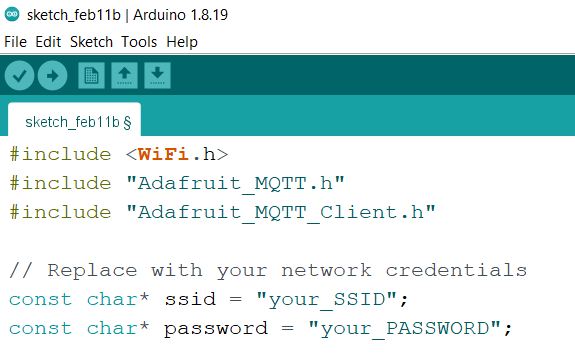 sketch_feb11b | Arduino 1.8.19
File Edit Sketch Tools Help
sketch_feb11b §
#include <WiFi.h>
#include "Adafruit_MQTT.h"
#include "Adafruit_MQTT_Client.h"
// Replace with your network credentials
const char* ssid = "your_SSID";
const char* password = "your_PASSWORD";